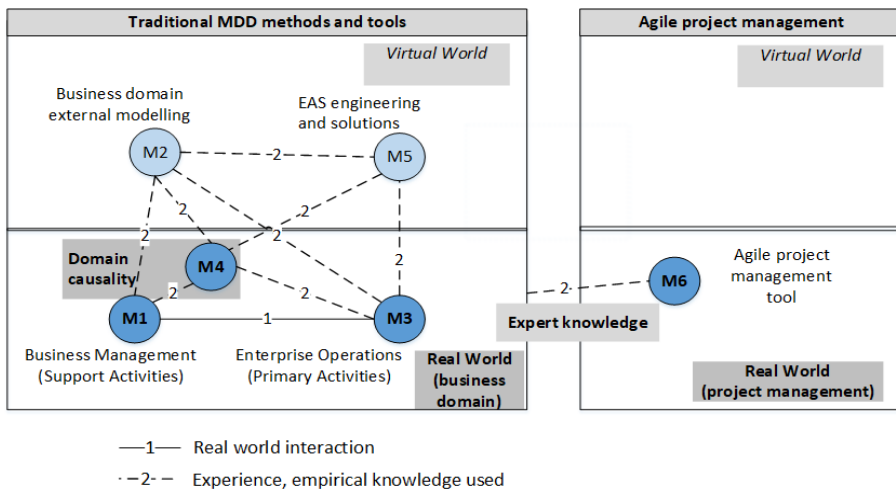 Traditional MDD methods and tools
Agile project management
Virtual World
Virtual World
Business domain
external modelling
EAS engineering
and solutions
M2
2
M5
2
2
2
2
2
Domain
causality
M4
2
2
M1
1
M3
Business Management
(Support Activities)
Enterprise Operations
(Primary Activities)
Real World
(business
domain)
2
Expert knowledge
M6
Agile project
management
tool
Real World
(project management)
1
Real world interaction
2
Experience, empirical knowledge used